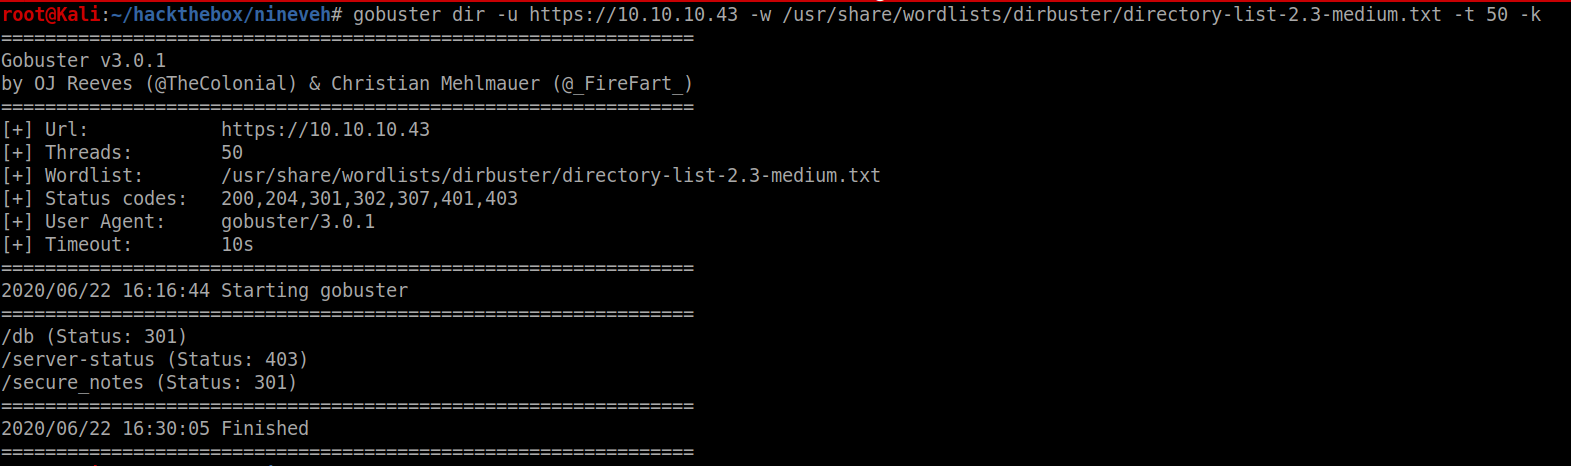 root@Kali:~/hackthebox/nineveh# gobuster dir -u https://10.10.10.43 -w /usr/share/wordlists/dirbuster/directory-list-2.3-medium.txt -t 50 -k
===============================================================
Gobuster v3.0.1
by OJ Reeves (@TheColonial) & Christian Mehlmauer (@_FireFart_)
===============================================================
[+] Url:            https://10.10.10.43
[+] Threads:        50
[+] Wordlist:       /usr/share/wordlists/dirbuster/directory-list-2.3-medium.txt
[+] Status codes:   200,204,301,302,307,401,403
[+] User Agent:     gobuster/3.0.1
[+] Timeout:        10s
===============================================================
2020/06/22 16:16:44 Starting gobuster
===============================================================
/db (Status: 301)
/server-status (Status: 403)
/secure_notes (Status: 301)
===============================================================
2020/06/22 16:30:05 Finished
===============================================================